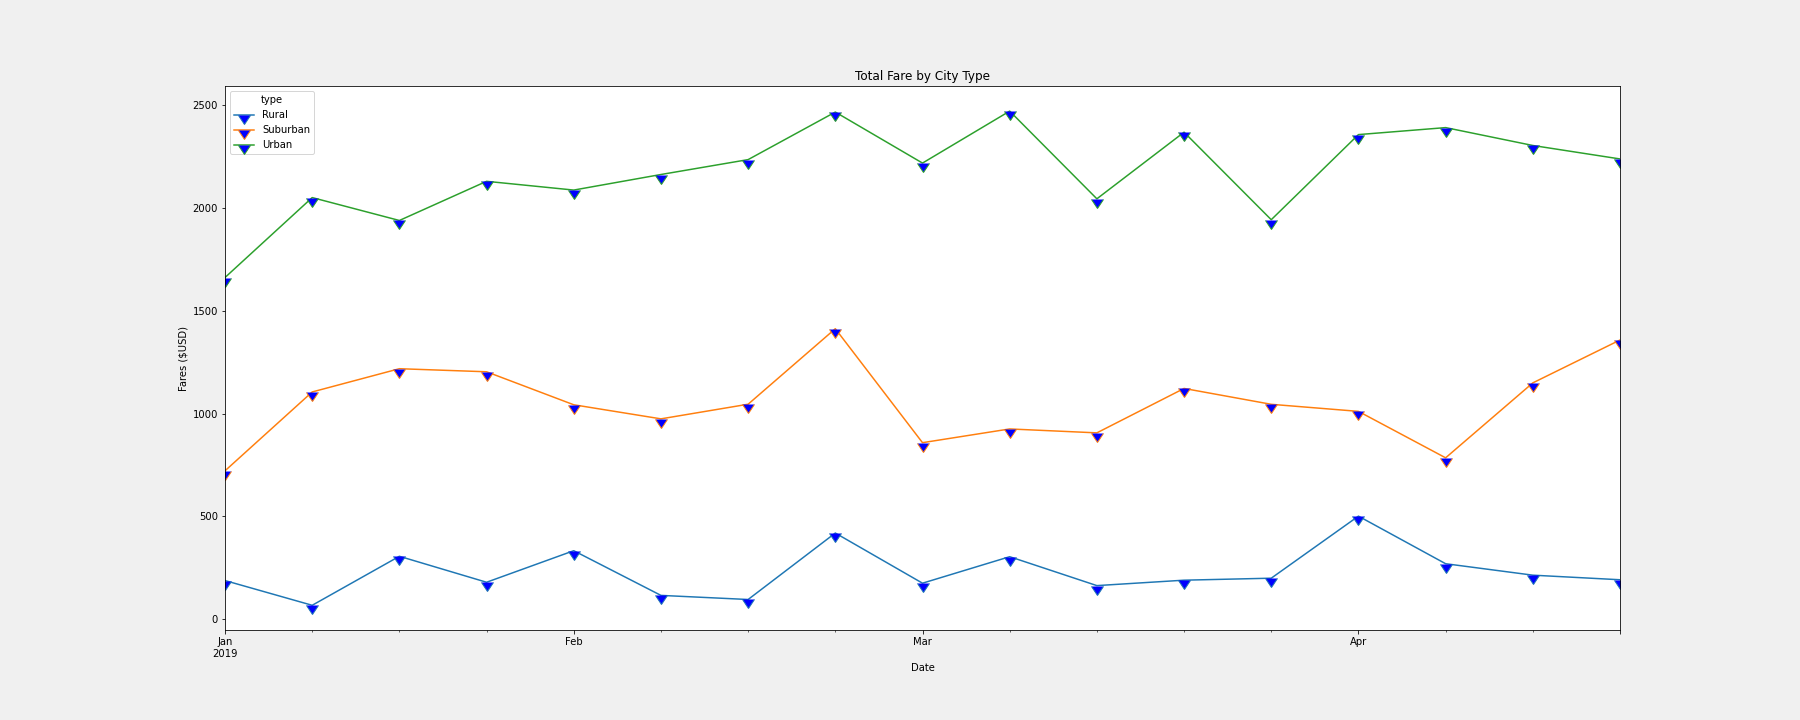 Total Fare by City Type
type
Rural
Suburban
Urban
Fares ($USD)
2500
2000
1500
1000
500
0
Jan
2019
Feb
Mar
Apr
Date